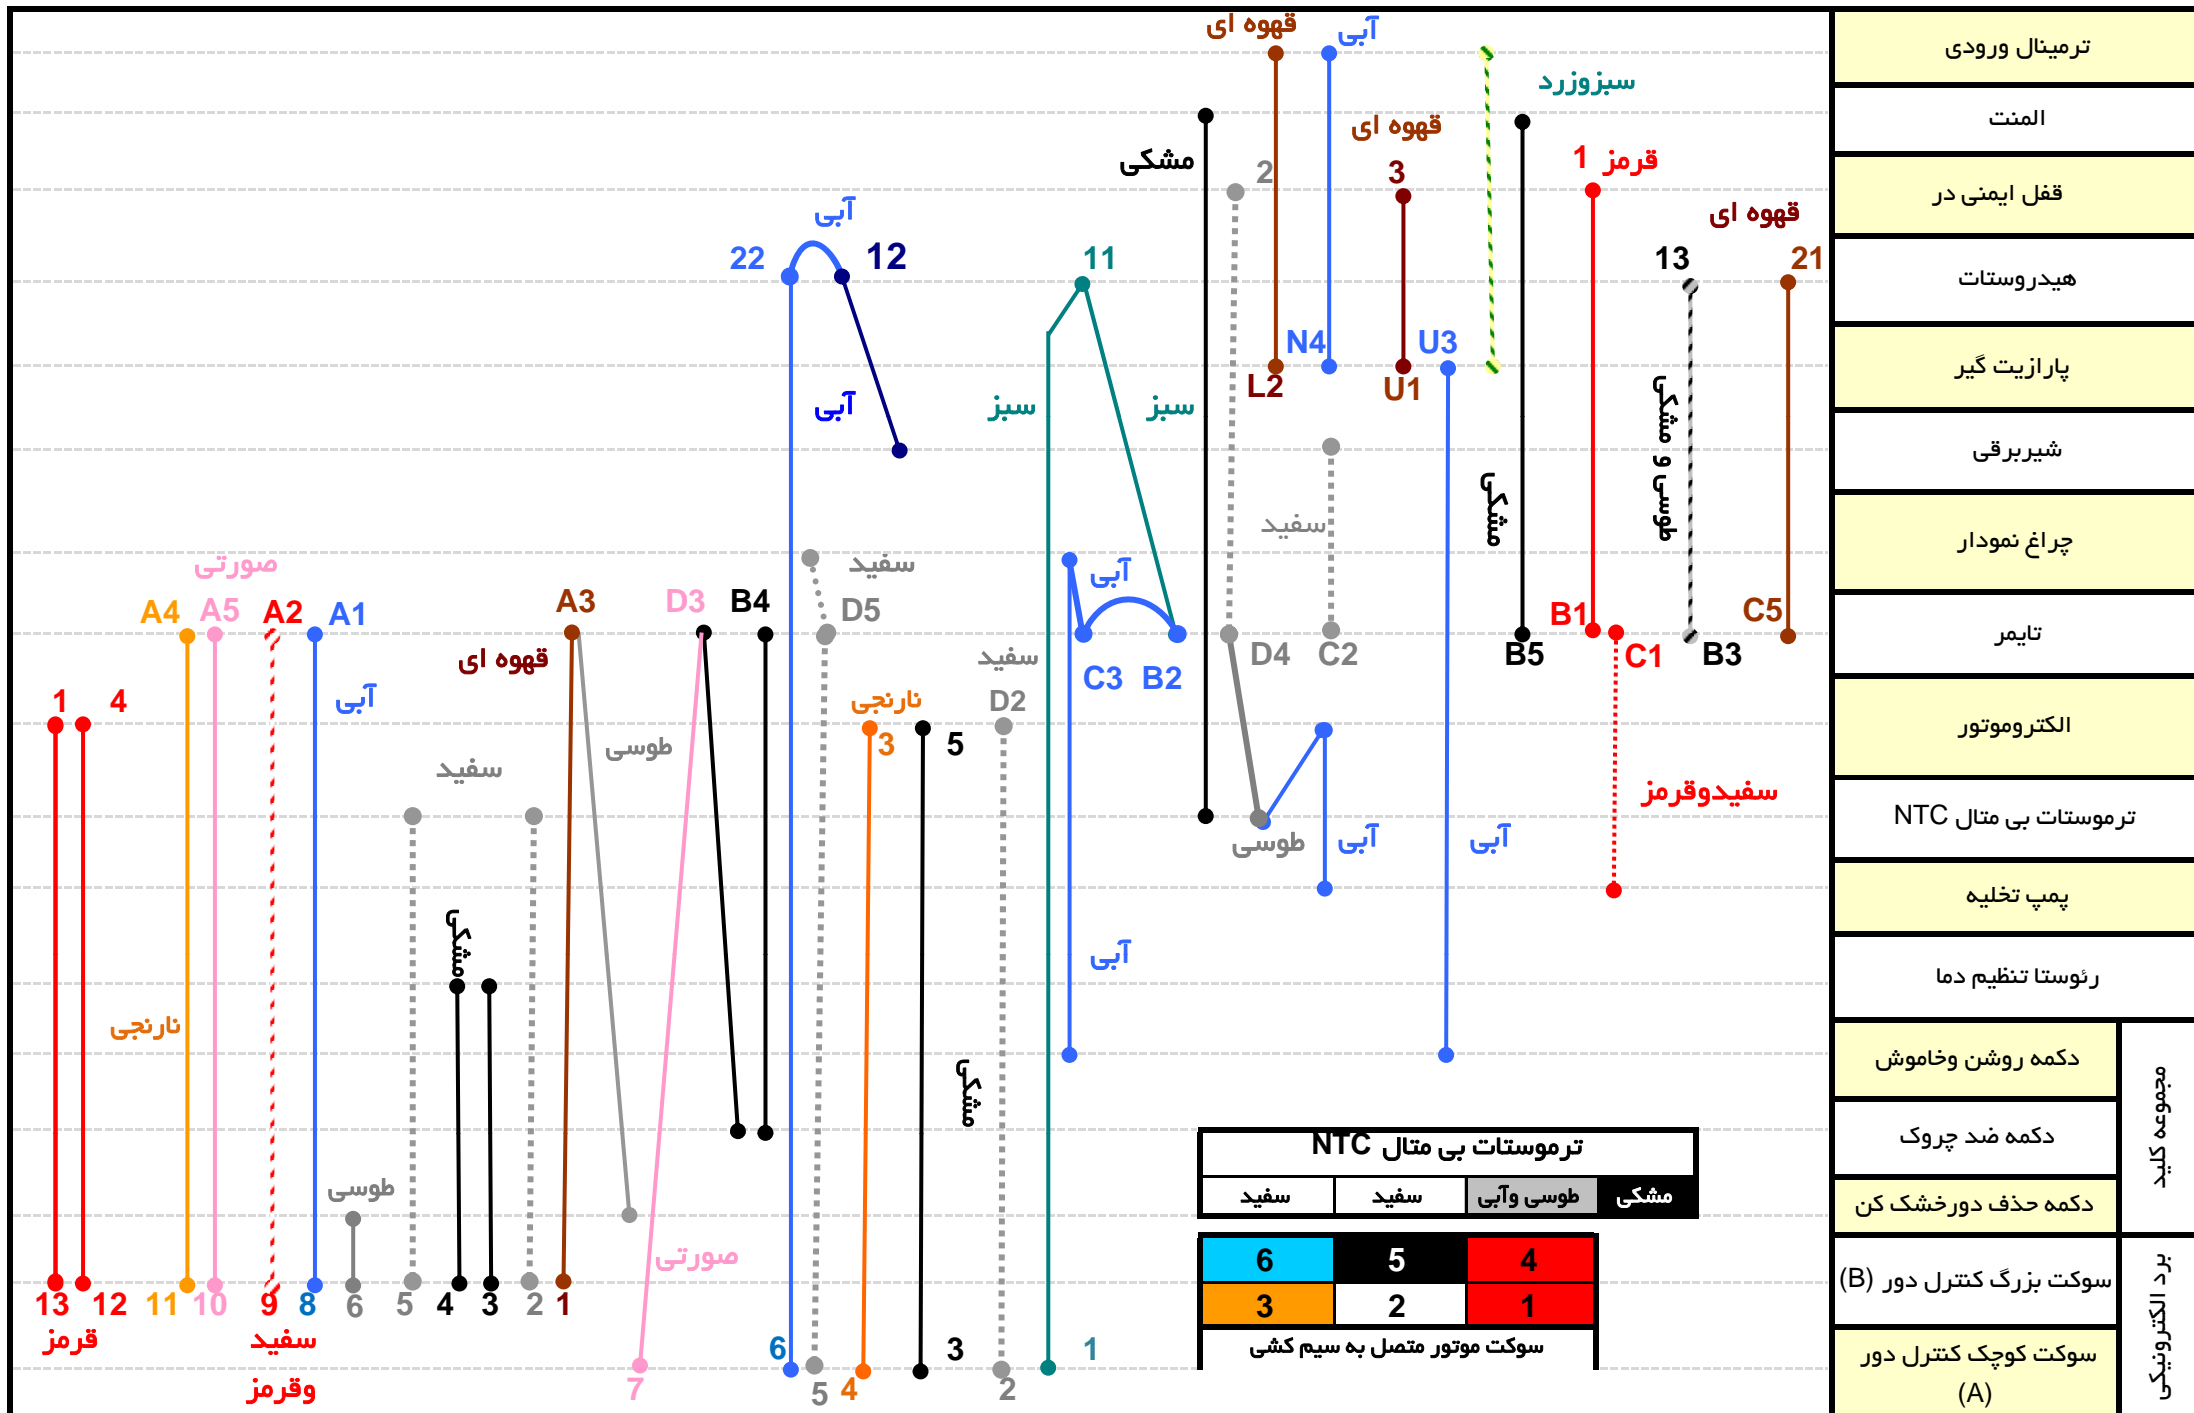 قهوه ای
آبی
سبزوزرد
مشکی
2
قهوه ای
3
1 قرمز
آبی
22
12
11
13
قهوه ای
21
N4
U3
L2
U1
آبی
سبز
سبز
طوسی و مشکی
مشکی
سفید
صورتی
سفید
آبی
A4
A5
A2
A1
A3
D3
B4
D5
سفید
C3
B2
D4
C2
B5
B1
C1
B3
C5
قهوه ای
1
4
آبی
طوسی
نارنجی
3
5
D2
سفید
سفیدوقرمز
طوسی
آبی
آبی
مشکی
آبی
نارنجی
مشکی
طوسی
صورتی
13
12
11
10
9
8
6
5
4
3
2
1
قرمز
سفید
وقرمز
7
6
5
4
3
2
1
ترموستات بی متال NTC
مشکی
طوسی وآبی
سفید
سفید
6
5
4
3
2
1
سوکت موتور متصل به سیم کشی
ترمینال ورودی
المنت
قفل ایمنی در
هیدروستات
پارازیت گیر
شیربرقی
چراغ نمودار
تایمر
الکتروموتور
ترموستات بی متال NTC
پمپ تخلیه
رئوستا تنظیم دما
مجموعه کلید
دکمه روشن وخاموش
دکمه ضد چروک
دکمه حذف دورخشک کن
برد الکترونیکی
سوکت بزرگ کنترل دور (B)
سوکت کوچک کنترل دور
(A)